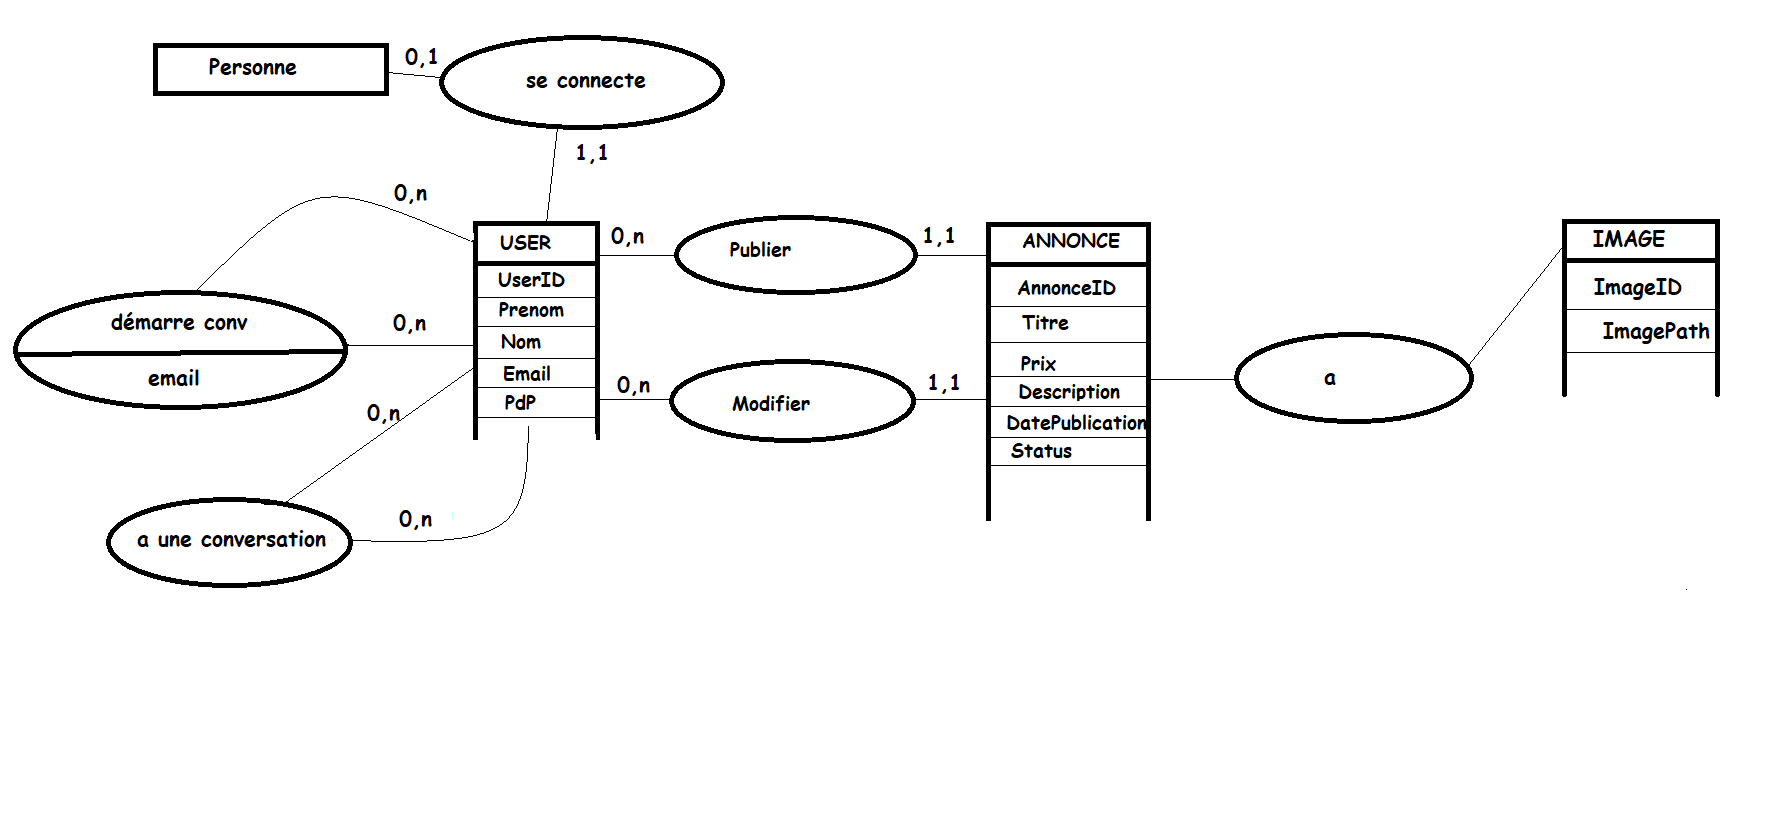 Personne
0,1
se connecte
1,1
0,n
démarre conv
email
0,n
0,n
a une conversation
0,n
USER
UserID
Prenom
Nom
Email
PdP
0,n
Publier
1,1
0,n
Modifier
1,1
ANNONCE
AnnonceID
Titre
Prix
Description
DatePublication
Status
a
IMAGE
ImageID
ImagePath